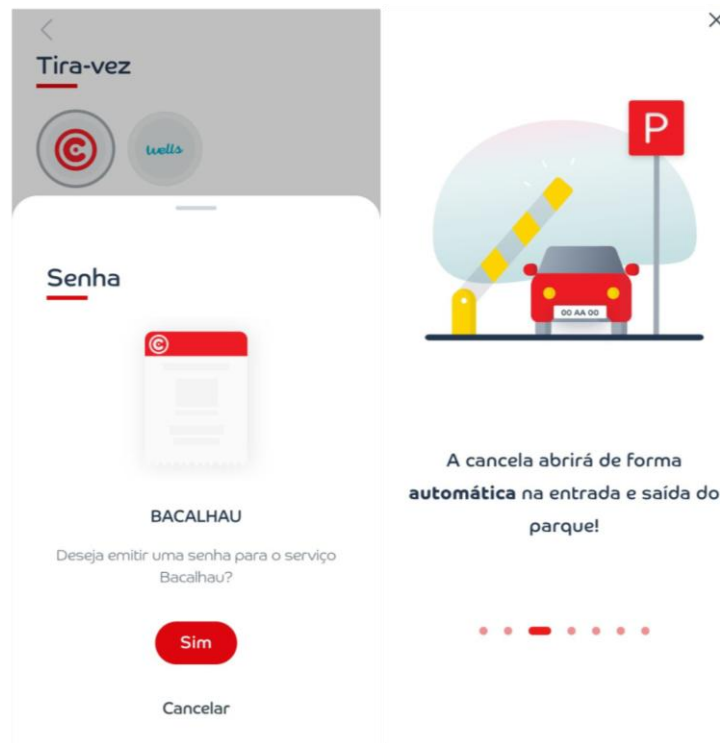 Tira-vez
wells
Senha
BACALHAU
Deseja emitir uma senha para o serviço
Bacalhau?
Sim
Cancelar
P
00 AA 00
A cancela abrirá de forma
automática na entrada e saída do
parque!